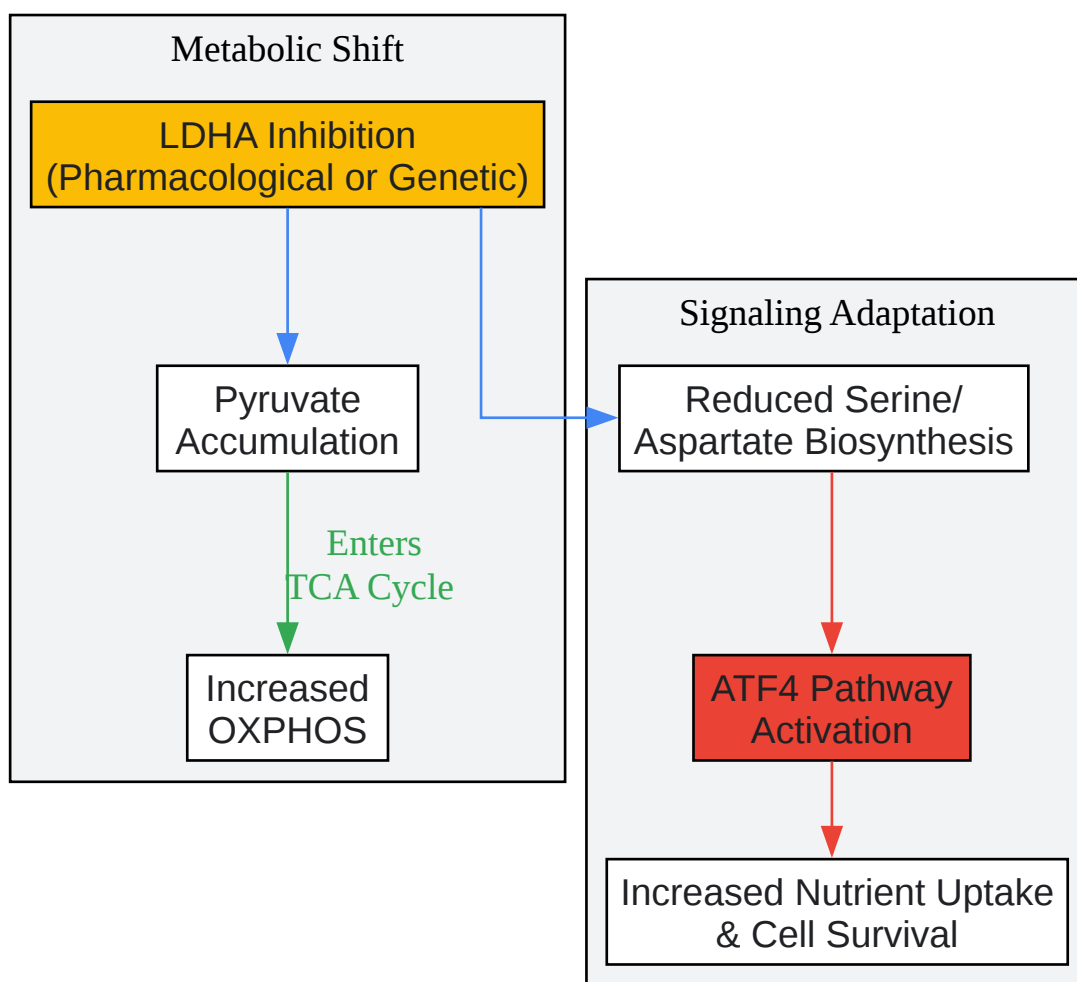 Metabolic Shift
LDHA Inhibition
(Pharmacological or Genetic)
Pyruvate
Accumulation
Enters
TCA Cycle
Increased
OXPHOS
Signaling Adaptation
Reduced Serine/
Aspartate Biosynthesis
ATF4 Pathway
Activation
Increased Nutrient Uptake
& Cell Survival